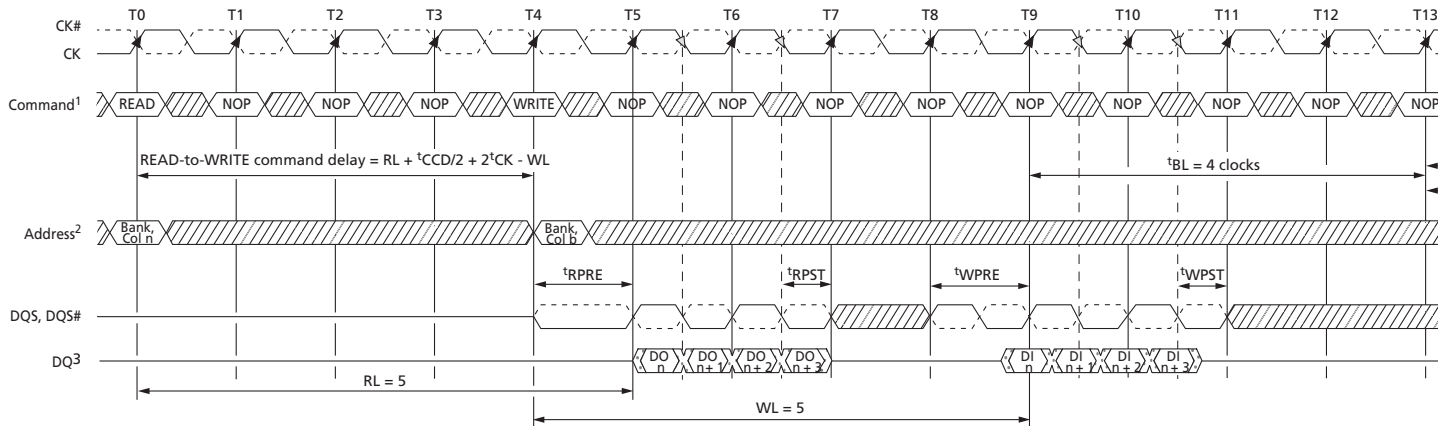 T0 T1 T2 T3 T4 T5 T6 T7 T8 T9 T10 T11 T12 T13
CK#
CK
Command1 READ NOP NOP NOP WRITE NOP NOP NOP NOP NOP NOP NOP NOP NOP
READ-to-WRITE command delay = RL + tCCD/2 + 2tCK - WL
tBL = 4 clocks
Address2 Bank, Col n Bank, Col b
tRPRE tRPST tWPRE tWPST
DQS, DQS#
DQ3 DO n DO n + 1 DO n + 2 DO n + 3 DI n DI n + 1 DI n + 2 DI n + 3
RL = 5
WL = 5